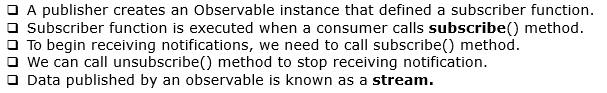 ❑ A publisher creates an Observable instance that defined a subscriber function.
❑ Subscriber function is executed when a consumer calls subscribe() method.
❑ To begin receiving notifications, we need to call subscribe() method.
❑ We can call unsubscribe() method to stop receiving notification.
❑ Data published by an observable is known as a stream.